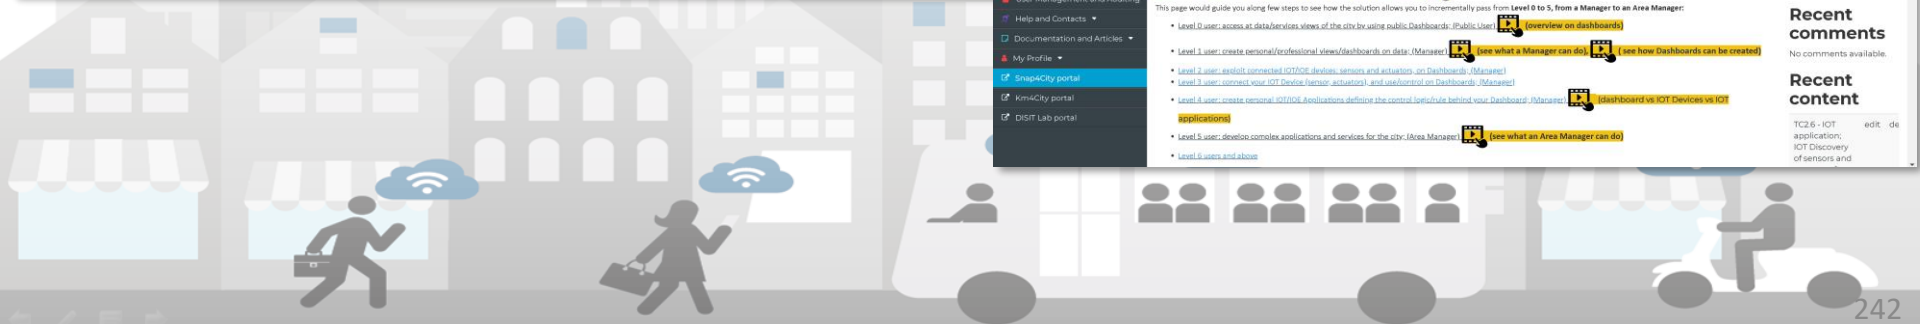 Help and Contacts
Documentation and Articles
My Profile
Snap4City portal
Km4City portal
DISIT Lab portal
This page would guide you along few steps to see how the solution allows you to incrementally pass from Level 0 to 5, from a Manager to an Area Manager:
Level 0 user: access at data/services views of the city by using public Dashboards; (Public User) (overview on dashboards)
Level 1 user: create personal/professional views/dashboards on data; (Manager) (see what a Manager can do), ( see how Dashboards can be created)
Level 2 user: exploit connected IOT/IOE devices: sensors and actuators, on Dashboards; (Manager)
Level 3 user: connect your IOT Device (sensor, actuators), and use/control on Dashboards; (Manager)
Level 4 user: create personal IOT/IOE Applications defining the control logic/rule behind your Dashboard; (Manager) (dashboard vs IOT Devices vs IOT
applications)
Level 5 user: develop complex applications and services for the city; (Area Manager) (see what an Area Manager can do)
Level 6 users and above
Recent
comments
No comments available.
Recent
content
TC2.6 - IOT edit de
application;
IOT Discovery
of sensors and
242